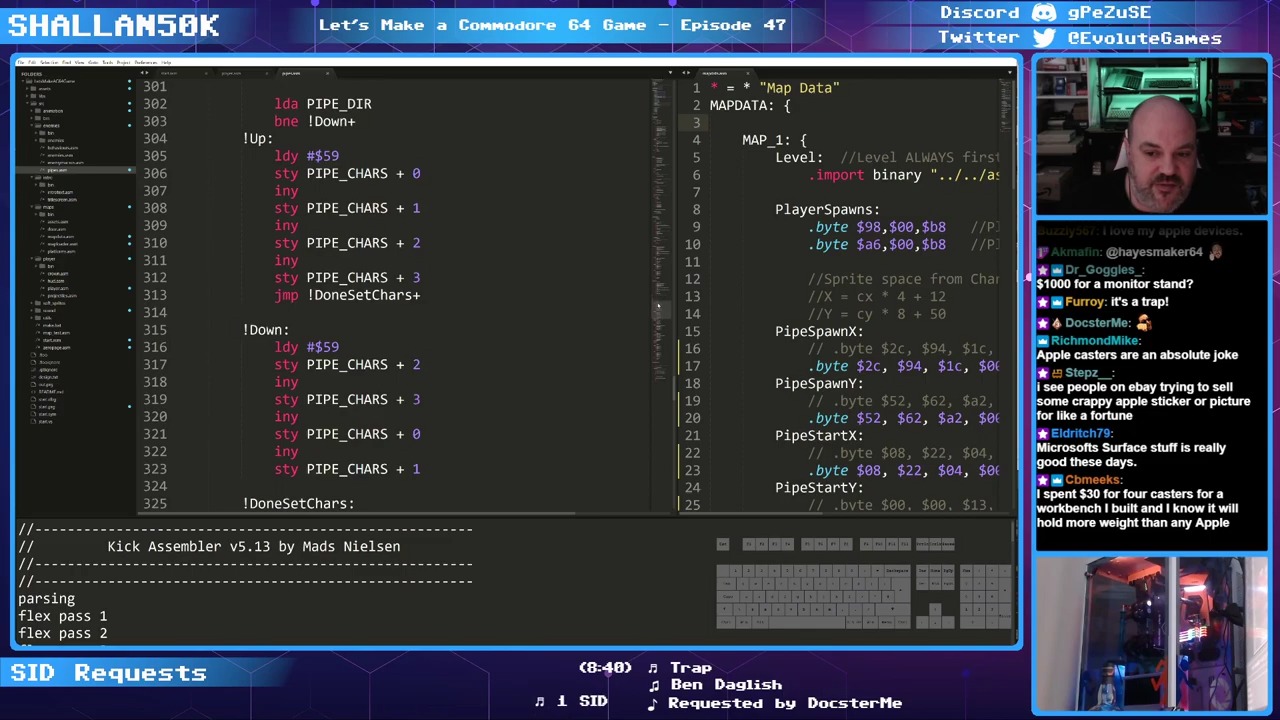 SHALLAN50K
Let's Make a Commodore 64 Game - Episode 47
Discord gPeZuSE
Twitter @EvoluteGames
FOLDERS
301
302 lda PIPE_DIR
303 bne !Down+
304 !Up:
305 ldy #$59
306 sty PIPE_CHARS + 0
307 iny
308 sty PIPE_CHARS + 1
309 iny
310 sty PIPE_CHARS + 2
311 iny
312 sty PIPE_CHARS + 3
313 jmp !DoneSetChars+
314
315 !Down:
316 ldy #$59
317 sty PIPE_CHARS + 2
318 iny
319 sty PIPE_CHARS + 3
320 iny
321 sty PIPE_CHARS + 0
322 iny
323 sty PIPE_CHARS + 1
324
325 !DoneSetChars:
1 * = * "Map Data"
2 MAPDATA: {
3
4 MAP_1: {
5 Level: //Level ALWAYS first
6 .import binary "../../as
7
8 PlayerSpawns:
9 .byte $98,$00,$b8 //Pl
10 .byte $a6,$00,$b8 //Pl
11
12 //Sprite space from Char
13 //X = cx * 4 + 12
14 //Y = cy * 8 + 50
15 PipeSpawnX:
16 // .byte $2c, $94, $1c,
17 .byte $2c, $94, $1c, $00
18 PipeSpawnY:
19 // .byte $52, $62, $a2,
20 .byte $52, $62, $a2, $00
21 PipeStartX:
22 // .byte $08, $22, $04,
23 .byte $08, $22, $04, $00
24 PipeStartY:
25 // .byte $00, $00, $13,
//------------------------------------------------------
// Kick Assembler v5.13 by Mads Nielsen
//------------------------------------------------------
//------------------------------------------------------
parsing
flex pass 1
flex pass 2
Buzzly567: I love my apple devices.
Akmafin: @hayesmaker64
Dr_Goggles_:
$1000 for a monitor stand?
Furroy: it's a trap!
DocsterMe:
RichmondMike:
Apple casters are an absolute joke
Stepz__:
i see people on ebay trying to sell
some crappy apple sticker or picture
for like a fortune
Eldritch79:
Microsofts Surface stuff is really
good these days.
Cbmeeks:
I spent $30 for four casters for a
workbench I built and I know it will
hold more weight than any Apple
SID Requests
(8:40) Trap
Ben Daglish
1 SID
Requested by DocsterMe